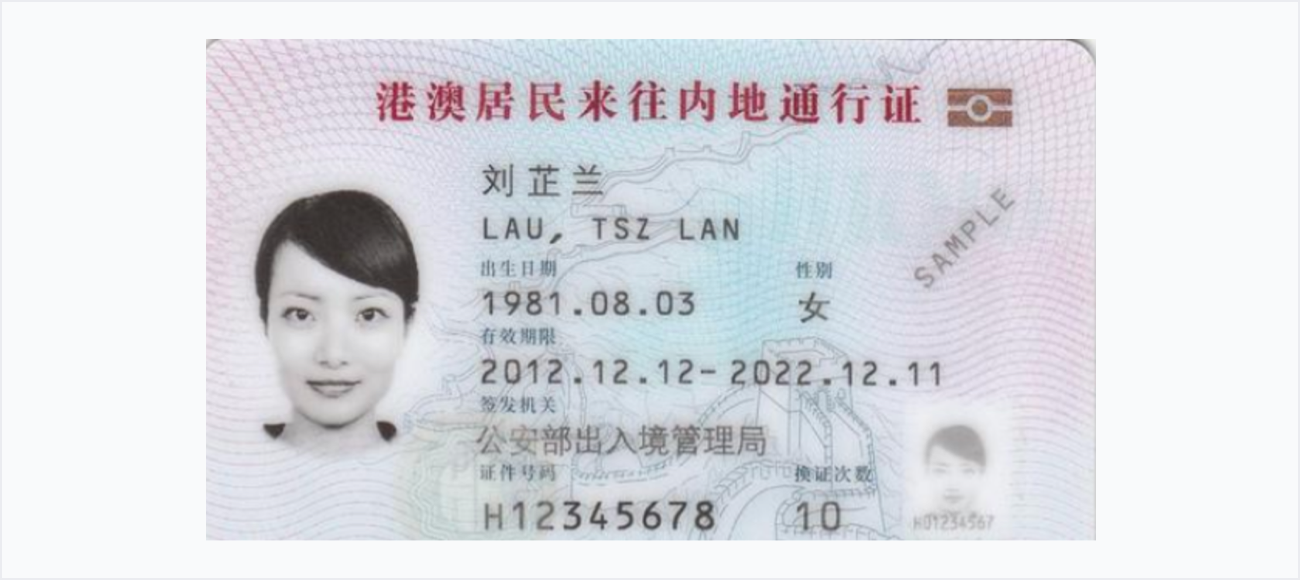 港澳居民来往内地通行证
刘芷兰
LAU, TSZ LAN
出生日期
性别
1981.08.03
女
有效期限
2012.12.12-2022.12.11
签发机关
公安部出入境管理局
证件号码
换证次数
H12345678
10
SAMPLE
H01234567